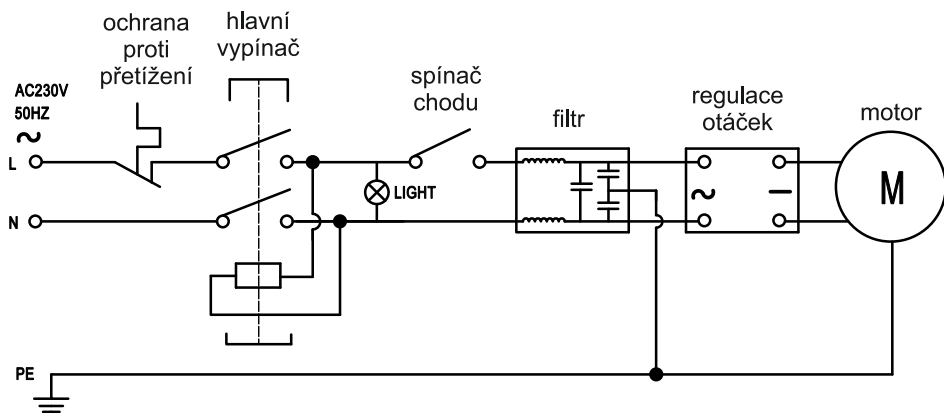 ochrana
proti
přetížení
hlavní
vypínač
AC230V
50HZ
~
L
N
spínač
chodu
LIGHT
filtr
regulace
otáček
~
motor
M
PE